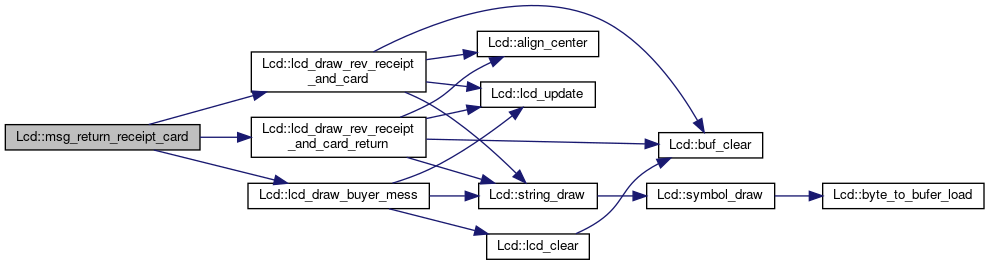 Lcd::msg_return_receipt_card
Lcd::lcd_draw_rev_receipt
_and_card
Lcd::lcd_draw_rev_receipt
_and_card_return
Lcd::lcd_draw_buyer_mess
Lcd::align_center
Lcd::lcd_update
Lcd::string_draw
Lcd::lcd_clear
Lcd::buf_clear
Lcd::symbol_draw
Lcd::byte_to_bufer_load